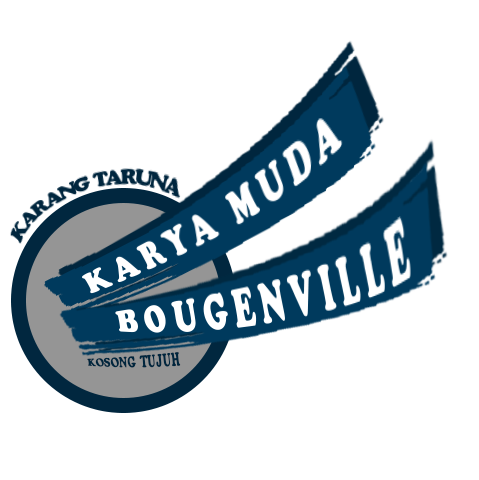 KARANG TARUNA
KARYA MUDA
BOUGENVILLE
KOSONG TUJUH